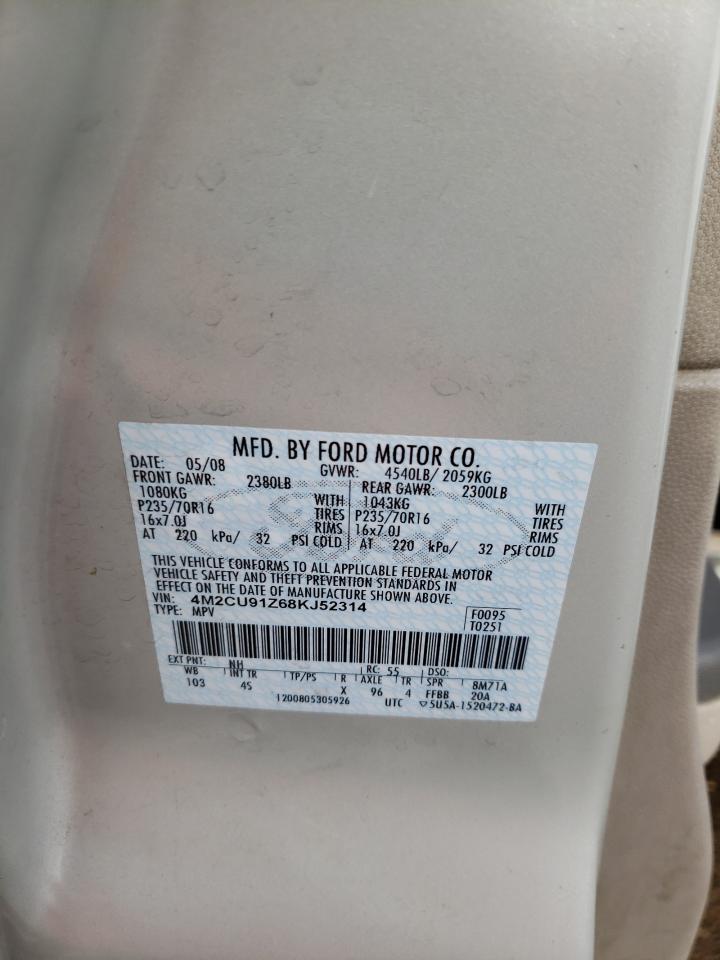 MFD. BY FORD MOTOR CO.
DATE: 05/08 GVWR: 4540LB/ 2059KG
FRONT GAWR: 2380LB REAR GAWR: 2300LB
1080KG WITH 1043KG WITH
P235/70R16 TIRES P235/70R16 TIRES
16x7.0J RIMS 16x7.0J RIMS
AT 220 kPa/ 32 PSI COLD AT 220 kPa/ 32 PSI COLD
THIS VEHICLE CONFORMS TO ALL APPLICABLE FEDERAL MOTOR
VEHICLE SAFETY AND THEFT PREVENTION STANDARDS IN
EFFECT ON THE DATE OF MANUFACTURE SHOWN ABOVE.
VIN: 4M2CU91Z68KJ52314 F0095
TYPE: MPV T0251
EXT PNT: NH RC: 55 DSO:
WB INT TR TP/PS R AXLE TR SPR 8M71A
103 4S X 96 4 FFBB 20A
1200805305926 UTC ▽5U5A-1520472-BA